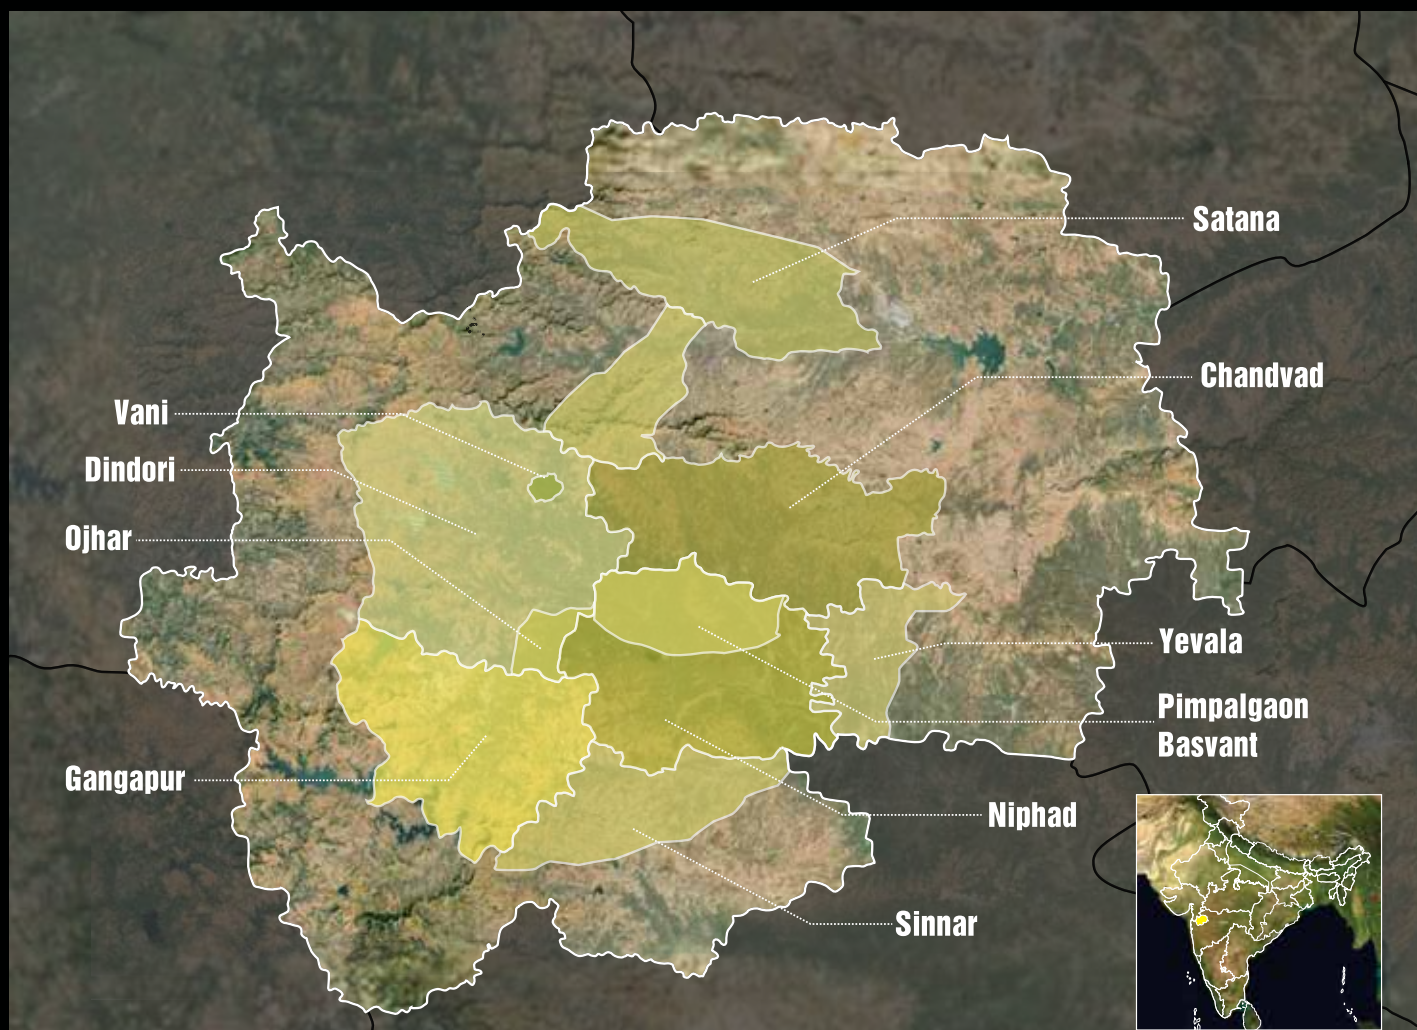 Satana
Chandvad
Vani
Dindori
Ojhar
Yevala
Pimpalgaon
Basvant
Gangapur
Niphad
Sinnar